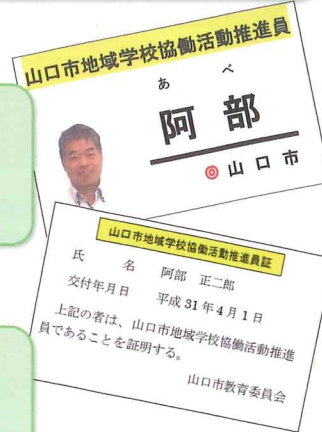 山口市地域学校協働活動推進員
あ べ
阿 部
山 口 市
山口市地域学校協働活動推進員証
氏 名 阿部 正二郎
交付年月日 平成31年4月1日
上記の者は、山口市地域学校協働活動推進
員であることを証明する。
山口市教育委員会